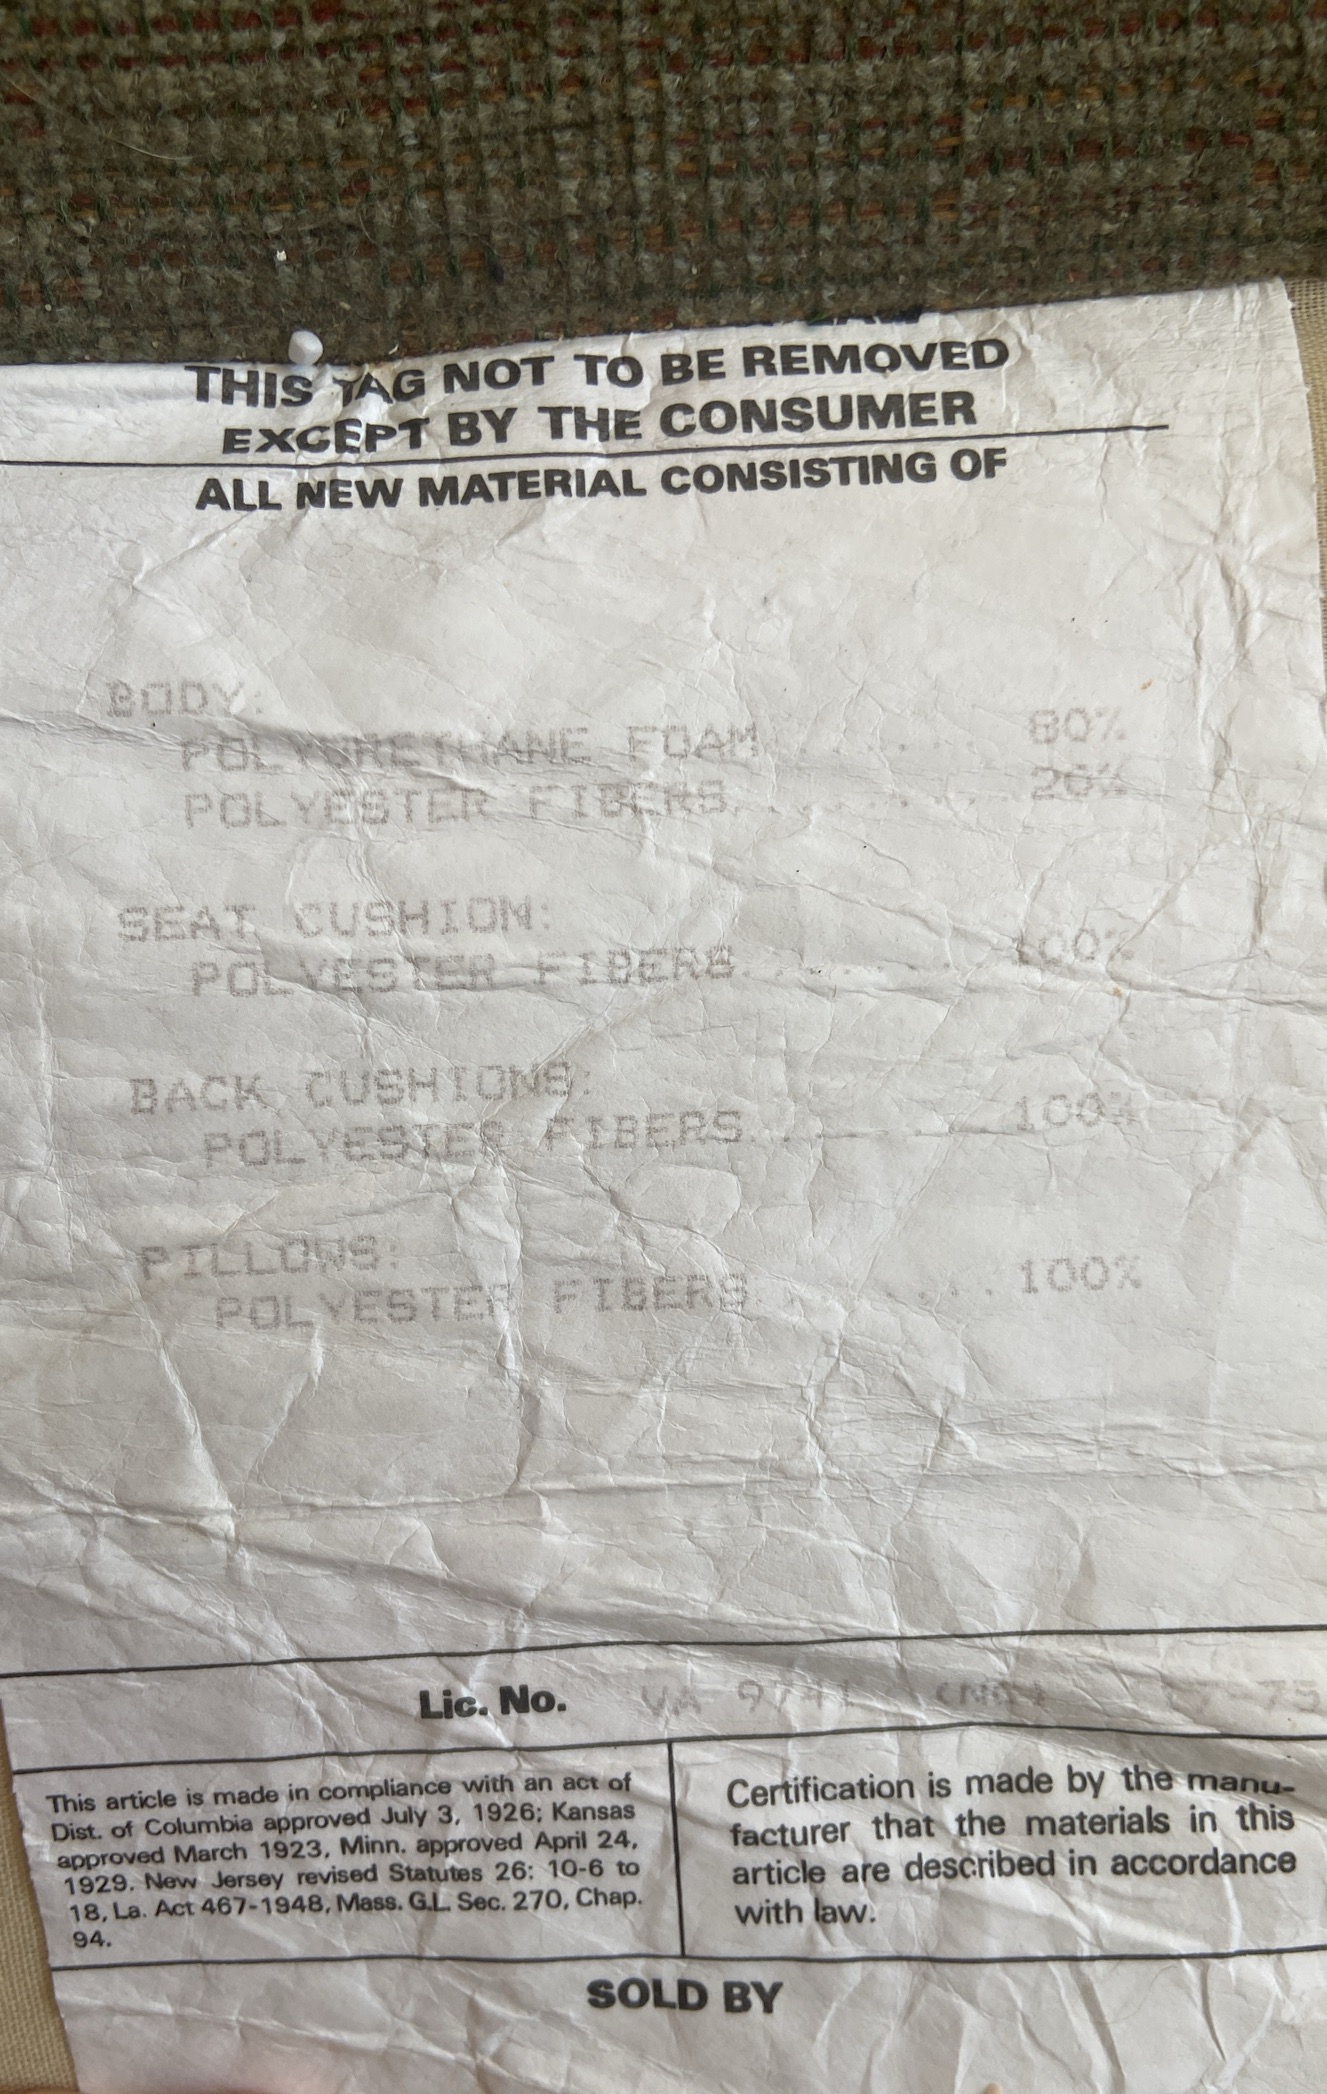 THIS TAG NOT TO BE REMOVED
EXCEPT BY THE CONSUMER
ALL NEW MATERIAL CONSISTING OF
BODY:
POLYURETHANE FOAM........ 80%
POLYESTER FIBERS......... 20%
SEAT CUSHION:
POLYESTER FIBERS......... 100%
BACK CUSHIONS:
POLYESTER FIBERS......... 100%
PILLOWS:
POLYESTER FIBERS......... 100%
Lic. No. VA
This article is made in compliance with an act of
Dist. of Columbia approved July 3, 1926; Kansas
approved March 1923, Minn. approved April 24,
1929. New Jersey revised Statutes 26: 10-6 to
18, La. Act 467-1948, Mass. G.L. Sec. 270, Chap.
94.
Certification is made by the manu-
facturer that the materials in this
article are described in accordance
with law.
SOLD BY